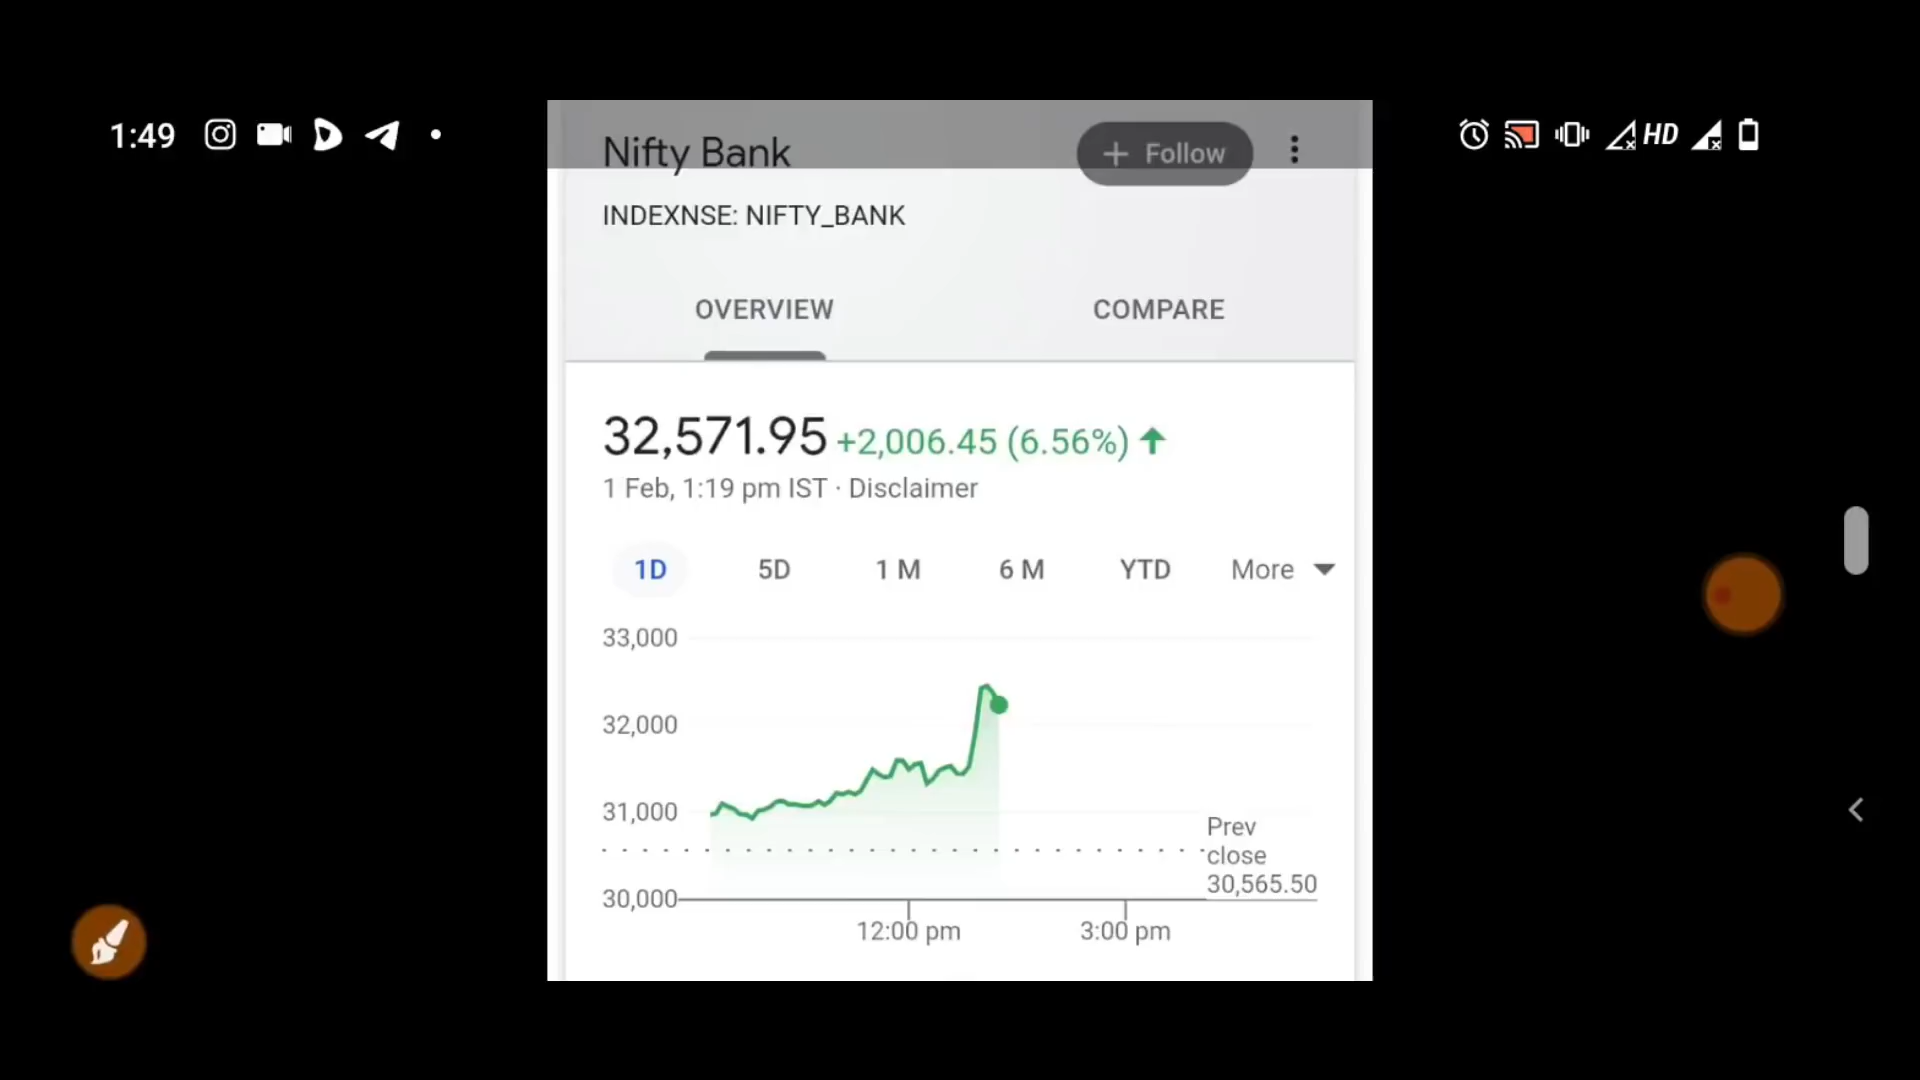 1:49
HD
Nifty Bank
+ Follow
INDEXNSE: NIFTY_BANK
OVERVIEW
COMPARE
32,571.95 +2,006.45 (6.56%) ↑
1 Feb, 1:19 pm IST · Disclaimer
1D 5D 1 M 6 M YTD More
33,000
32,000
31,000
30,000
Prev
close
30,565.50
12:00 pm 3:00 pm